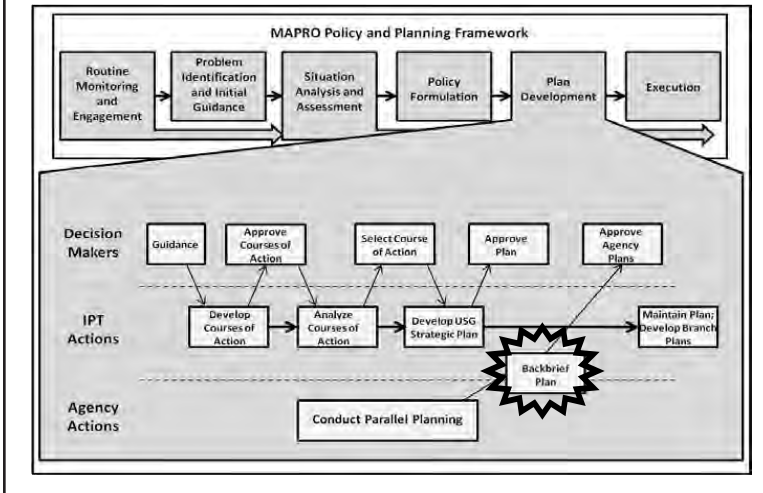 MAPRO Policy and Planning Framework
Routine
Monitoring
and
Engagement
Problem
Identification
and Initial
Guidance
Situation
Analysis and
Assessment
Policy
Formulation
Plan
Development
Execution
Decision
Makers
Guidance
Approve
Courses of
Action
Select Course
of Action
Approve
Plan
Approve
Agency
Plans
IPT
Actions
Develop
Courses of
Action
Analyze
Courses of
Action
Develop USG
Strategic Plan
Maintain Plan;
Develop Branch
Plans
Backbrief
Plan
Agency
Actions
Conduct Parallel Planning